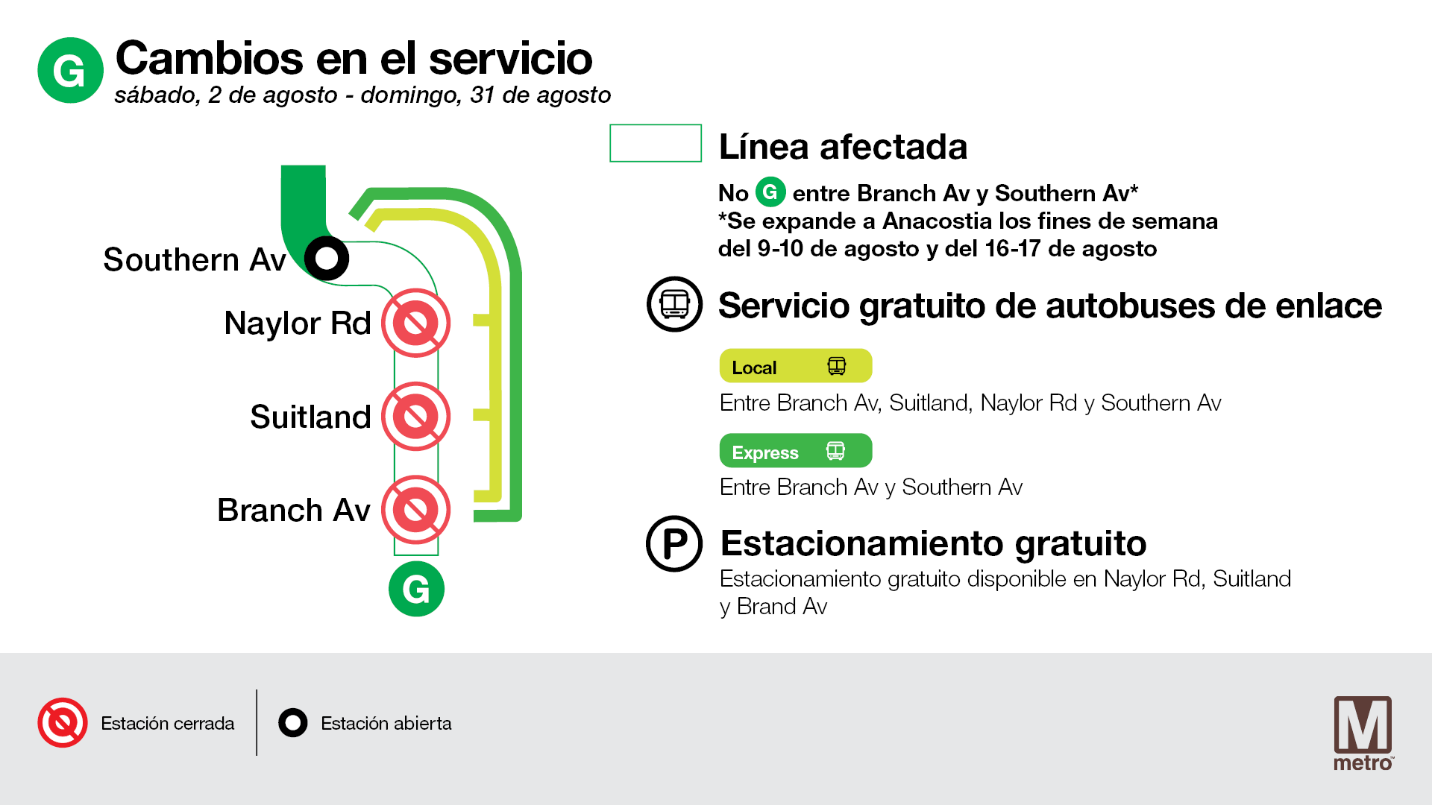 G Cambios en el servicio
sábado, 2 de agosto - domingo, 31 de agosto
Southern Av
Naylor Rd
Suitland
Branch Av
G
Línea afectada
No G entre Branch Av y Southern Av*
*Se expande a Anacostia los fines de semana
del 9-10 de agosto y del 16-17 de agosto
Servicio gratuito de autobuses de enlace
Local
Entre Branch Av, Suitland, Naylor Rd y Southern Av
Express
Entre Branch Av y Southern Av
P Estacionamiento gratuito
Estacionamiento gratuito disponible en Naylor Rd, Suitland
y Brand Av
Estación cerrada
Estación abierta
M
metro™